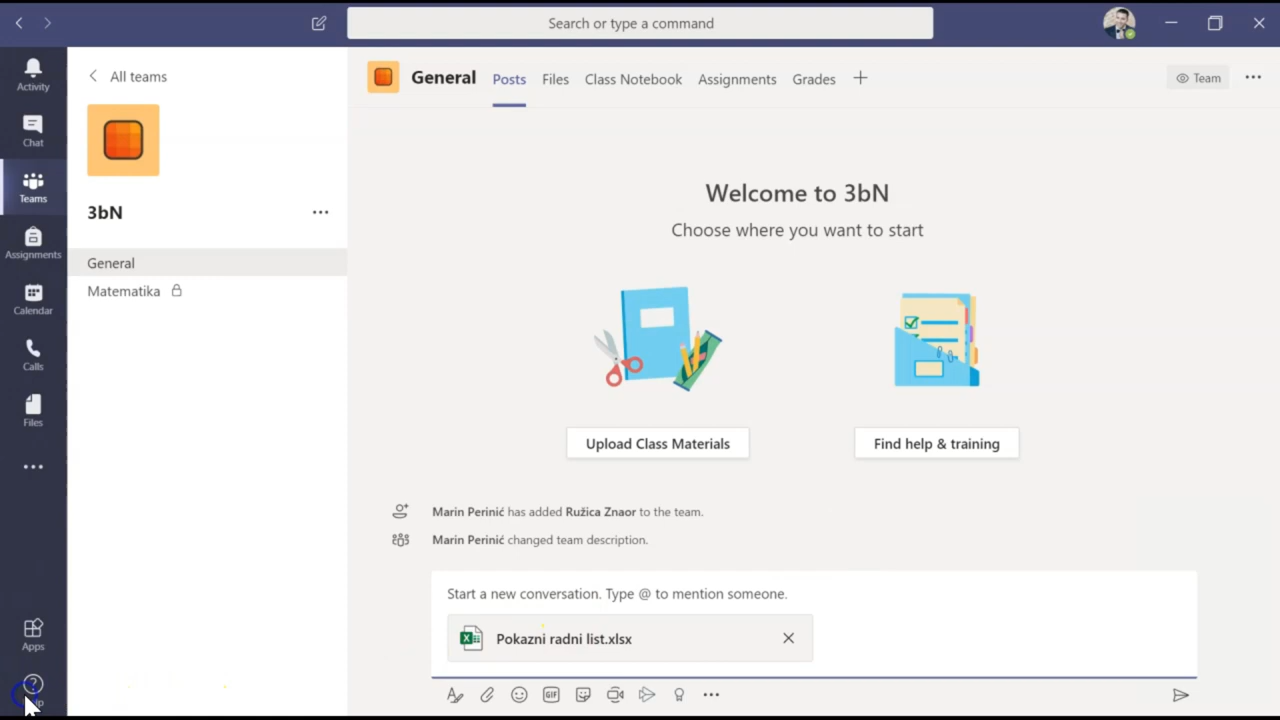 Search or type a command
Activity
Chat
Teams
Assignments
Calendar
Calls
Files
Apps
All teams
3bN
General
Matematika
General
Posts
Files
Class Notebook
Assignments
Grades
Team
Welcome to 3bN
Choose where you want to start
Upload Class Materials
Find help & training
Marin Perinić has added Ružica Znaor to the team.
Marin Perinić changed team description.
Start a new conversation. Type @ to mention someone.
Pokazni radni list.xlsx
GIF